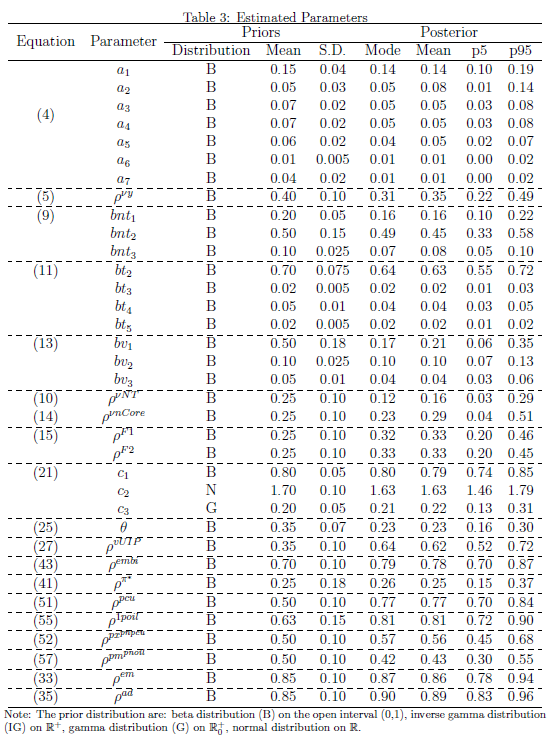 Table 3: Estimated Parameters
Equation Parameter Priors Posterior
Distribution Mean S.D. Mode Mean p5 p95
(4) a₁ B 0.15 0.04 0.14 0.14 0.10 0.19
a₂ B 0.05 0.03 0.05 0.08 0.01 0.14
a₃ B 0.07 0.02 0.05 0.05 0.03 0.08
a₄ B 0.07 0.02 0.05 0.05 0.03 0.08
a₅ B 0.06 0.02 0.04 0.05 0.02 0.07
a₆ B 0.01 0.005 0.01 0.01 0.00 0.02
a₇ B 0.04 0.02 0.01 0.01 0.00 0.02
(5) ρ^νy B 0.40 0.10 0.31 0.35 0.22 0.49
(9) bnt₁ B 0.20 0.05 0.16 0.16 0.10 0.22
bnt₂ B 0.50 0.15 0.49 0.45 0.33 0.58
bnt₃ B 0.10 0.025 0.07 0.08 0.05 0.10
(11) bt₂ B 0.70 0.075 0.64 0.63 0.55 0.72
bt₃ B 0.02 0.005 0.02 0.02 0.01 0.03
bt₄ B 0.05 0.01 0.04 0.04 0.03 0.05
bt₅ B 0.02 0.005 0.02 0.02 0.01 0.02
(13) bv₁ B 0.50 0.18 0.17 0.21 0.06 0.35
bv₂ B 0.10 0.025 0.10 0.10 0.07 0.13
bv₃ B 0.05 0.01 0.04 0.04 0.03 0.06
(10) ρ^νNT B 0.25 0.10 0.12 0.16 0.03 0.29
(14) ρ^νnCore B 0.25 0.10 0.23 0.29 0.04 0.51
(15) ρ^F1 B 0.25 0.10 0.32 0.33 0.20 0.46
ρ^F2 B 0.25 0.10 0.33 0.33 0.20 0.45
(21) c₁ B 0.80 0.05 0.80 0.79 0.74 0.85
c₂ N 1.70 0.10 1.63 1.63 1.46 1.79
c₃ G 0.20 0.05 0.21 0.22 0.13 0.31
(25) θ B 0.35 0.07 0.23 0.23 0.16 0.30
(27) ρ^νUIP B 0.35 0.10 0.64 0.62 0.52 0.72
(43) ρ^embi B 0.70 0.10 0.79 0.78 0.70 0.87
(41) ρ^π* B 0.25 0.18 0.26 0.25 0.15 0.37
(51) ρ^pcu B 0.50 0.10 0.77 0.77 0.70 0.84
(55) ρ^1poil B 0.63 0.15 0.81 0.81 0.72 0.90
(52) ρ^pxpnpcu B 0.50 0.10 0.57 0.56 0.45 0.68
(57) ρ^pmpnoil B 0.50 0.10 0.42 0.43 0.30 0.55
(33) ρ^em B 0.85 0.10 0.87 0.86 0.78 0.94
(35) ρ^ad B 0.85 0.10 0.90 0.89 0.83 0.96
Note: The prior distribution are: beta distribution (B) on the open interval (0,1), inverse gamma distribution
(IG) on ℝ⁺, gamma distribution (G) on ℝ₀⁺, normal distribution on ℝ.